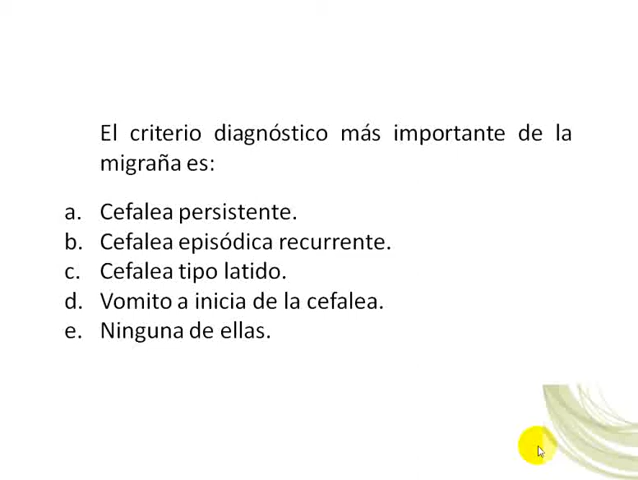 El criterio diagnóstico más importante de la
migraña es:
a. Cefalea persistente.
b. Cefalea episódica recurrente.
c. Cefalea tipo latido.
d. Vomito a inicia de la cefalea.
e. Ninguna de ellas.